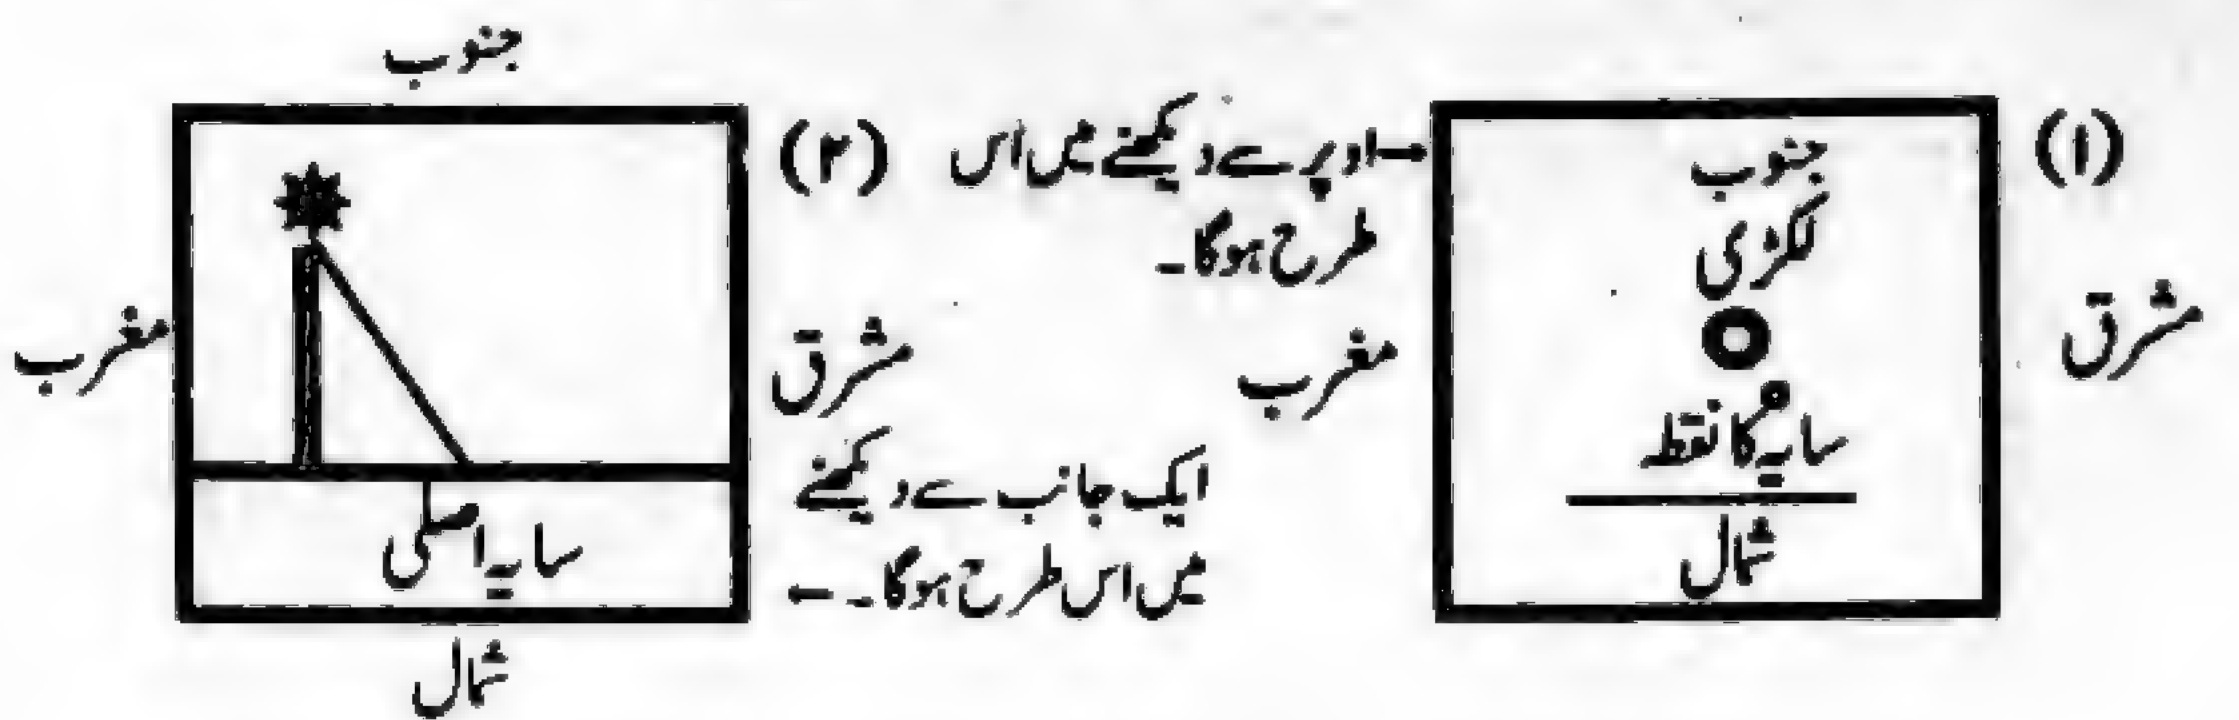 (۱)
جنوب
لکڑی
سایہ کا نقطہ
شمال
مشرق
مغرب
اوپر سے دیکھنے میں اس
طرح ہوگا۔
(۲)
جنوب
مشرق
مغرب
سایہ اصلی
شمال
ایک جانب سے دیکھنے
میں اس طرح ہوگا۔